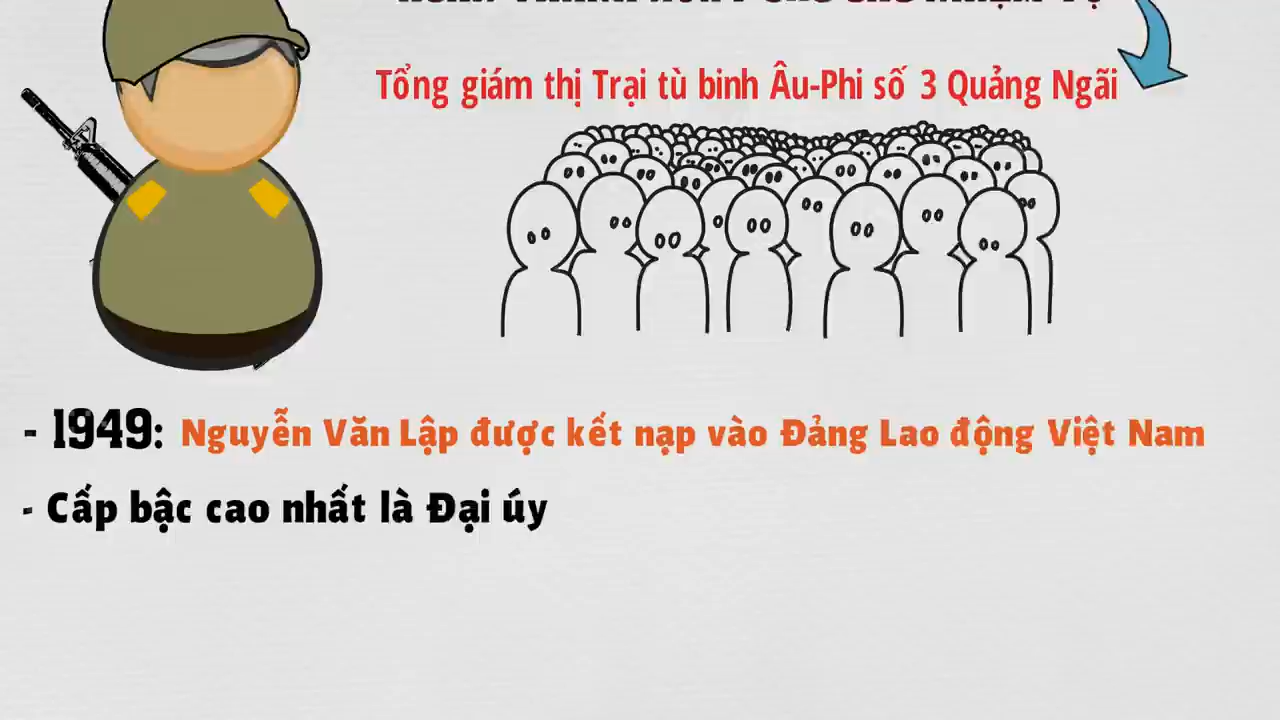 Tổng giám thị Trại tù binh Âu-Phi số 3 Quảng Ngãi
- 1949: Nguyễn Văn Lập được kết nạp vào Đảng Lao động Việt Nam
- Cấp bậc cao nhất là Đại úy